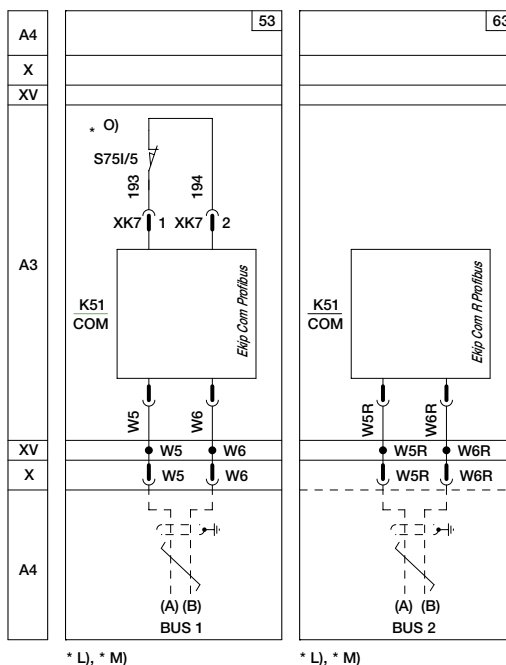 A4
53
63
X
XV
* O)
S75I/5
193
194
XK7 1
XK7 2
A3
K51
COM
Ekip Com Profibus
K51
COM
Ekip Com R Profibus
W5
W6
W5R
W6R
XV
W5
W6
W5R
W6R
X
W5
W6
W5R
W6R
A4
(A) (B)
BUS 1
(A) (B)
BUS 2
* L), * M)
* L), * M)